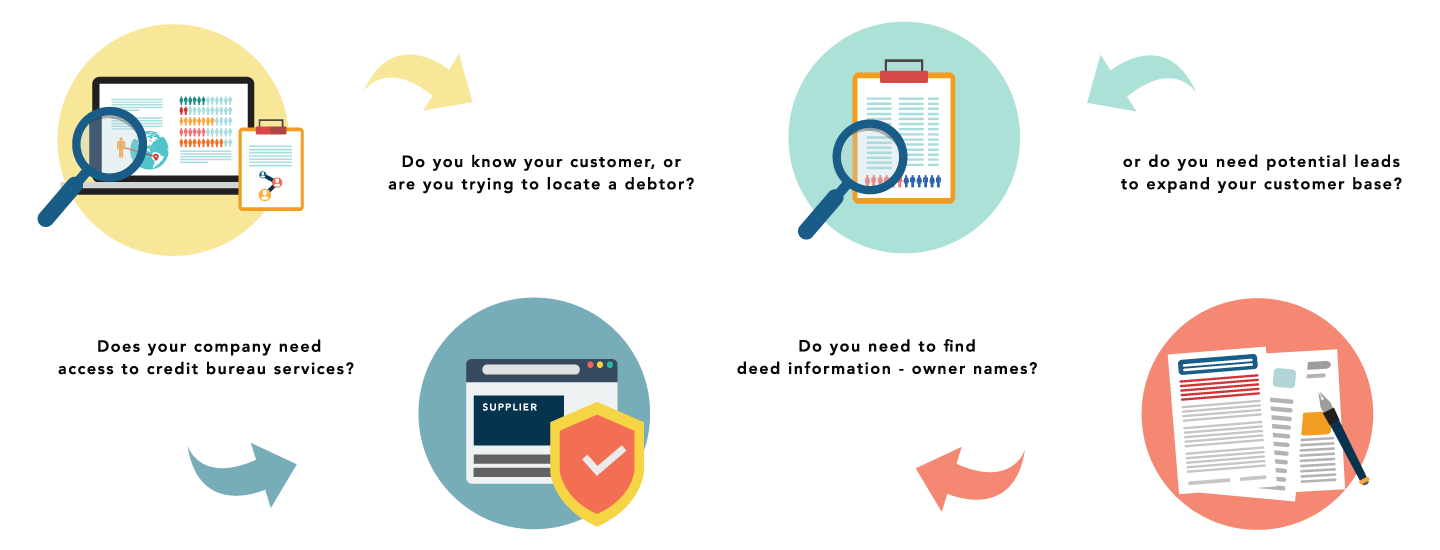 Do you know your customer, or
are you trying to locate a debtor?
or do you need potential leads
to expand your customer base?
Does your company need
access to credit bureau services?
SUPPLIER
Do you need to find
deed information - owner names?